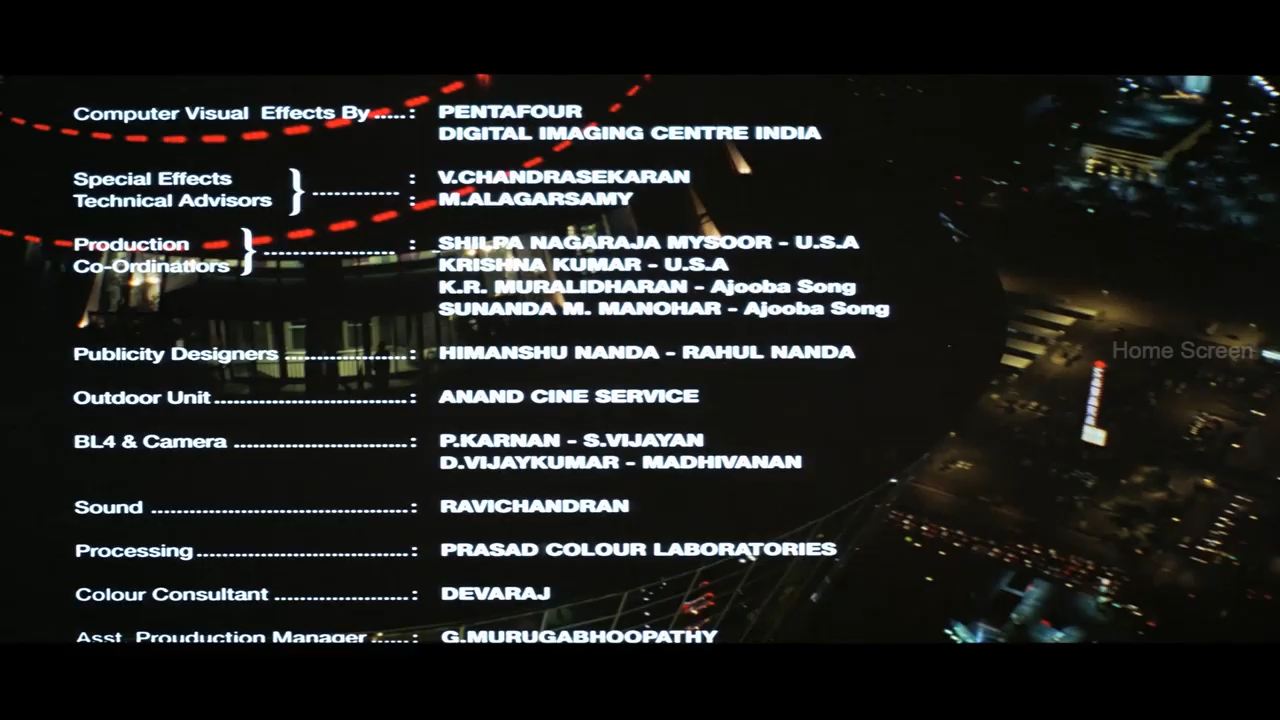 Computer Visual Effects By .....: PENTAFOUR
DIGITAL IMAGING CENTRE INDIA
Special Effects } .............. : V.CHANDRASEKARAN
Technical Advisors : M.ALAGARSAMY
Production } ..................... : SHILPA NAGARAJA MYSOOR - U.S.A
Co-Ordinatiors KRISHNA KUMAR - U.S.A
K.R. MURALIDHARAN - Ajooba Song
SUNANDA M. MANOHAR - Ajooba Song
Publicity Designers ...................: HIMANSHU NANDA - RAHUL NANDA
Home Screen
Outdoor Unit..............................: ANAND CINE SERVICE
BL4 & Camera ...........................: P.KARNAN - S.VIJAYAN
D.VIJAYKUMAR - MADHIVANAN
Sound ........................................: RAVICHANDRAN
Processing.................................: PRASAD COLOUR LABORATORIES
Colour Consultant .....................: DEVARAJ
Asst. Prouduction Manager ......: G.MURUGABHOOPATHY